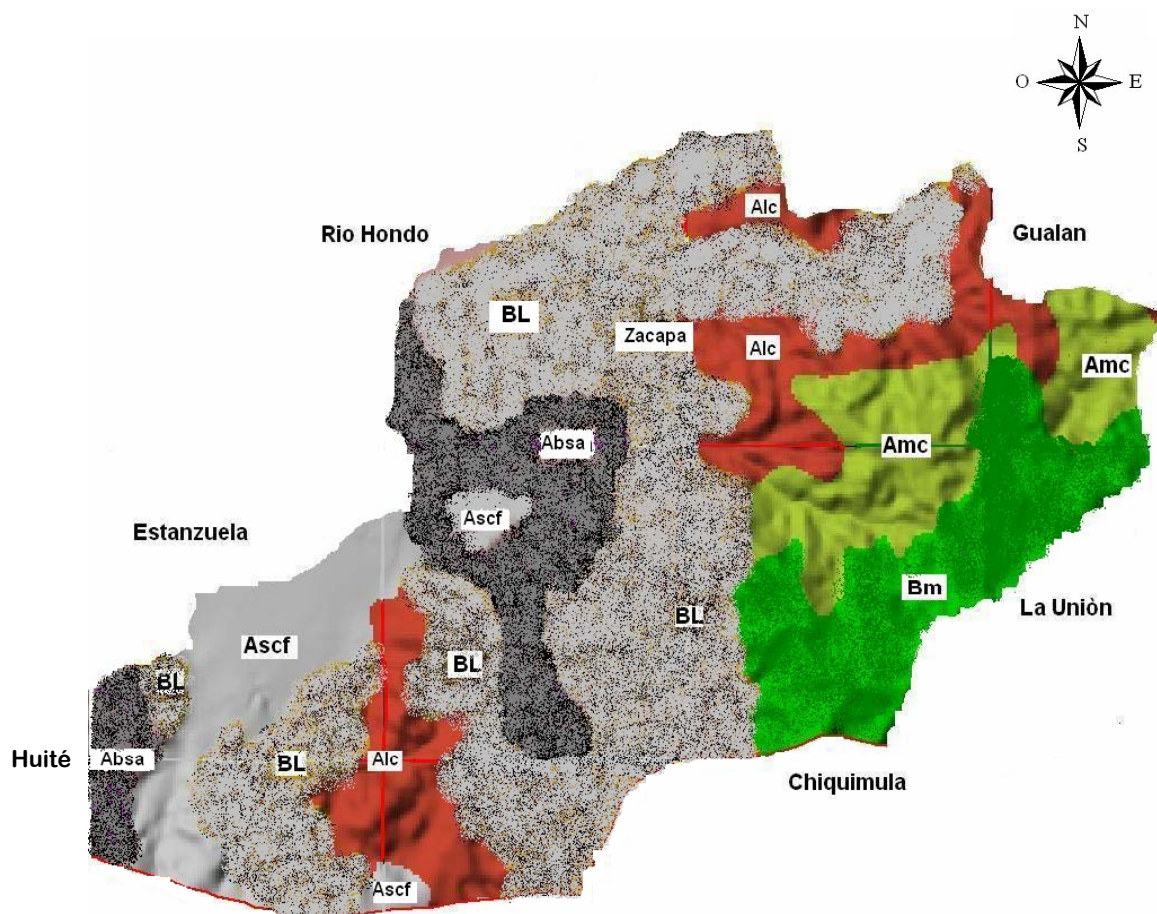 N
O E
S
Alc
Rio Hondo
Gualan
BL
Zacapa
Alc
Amc
Absa
Amc
Ascf
Estanzuela
Bm
La Uniòn
BL
Ascf
BL
BL
Huité
Absa
BL
Alc
Chiquimula
Ascf